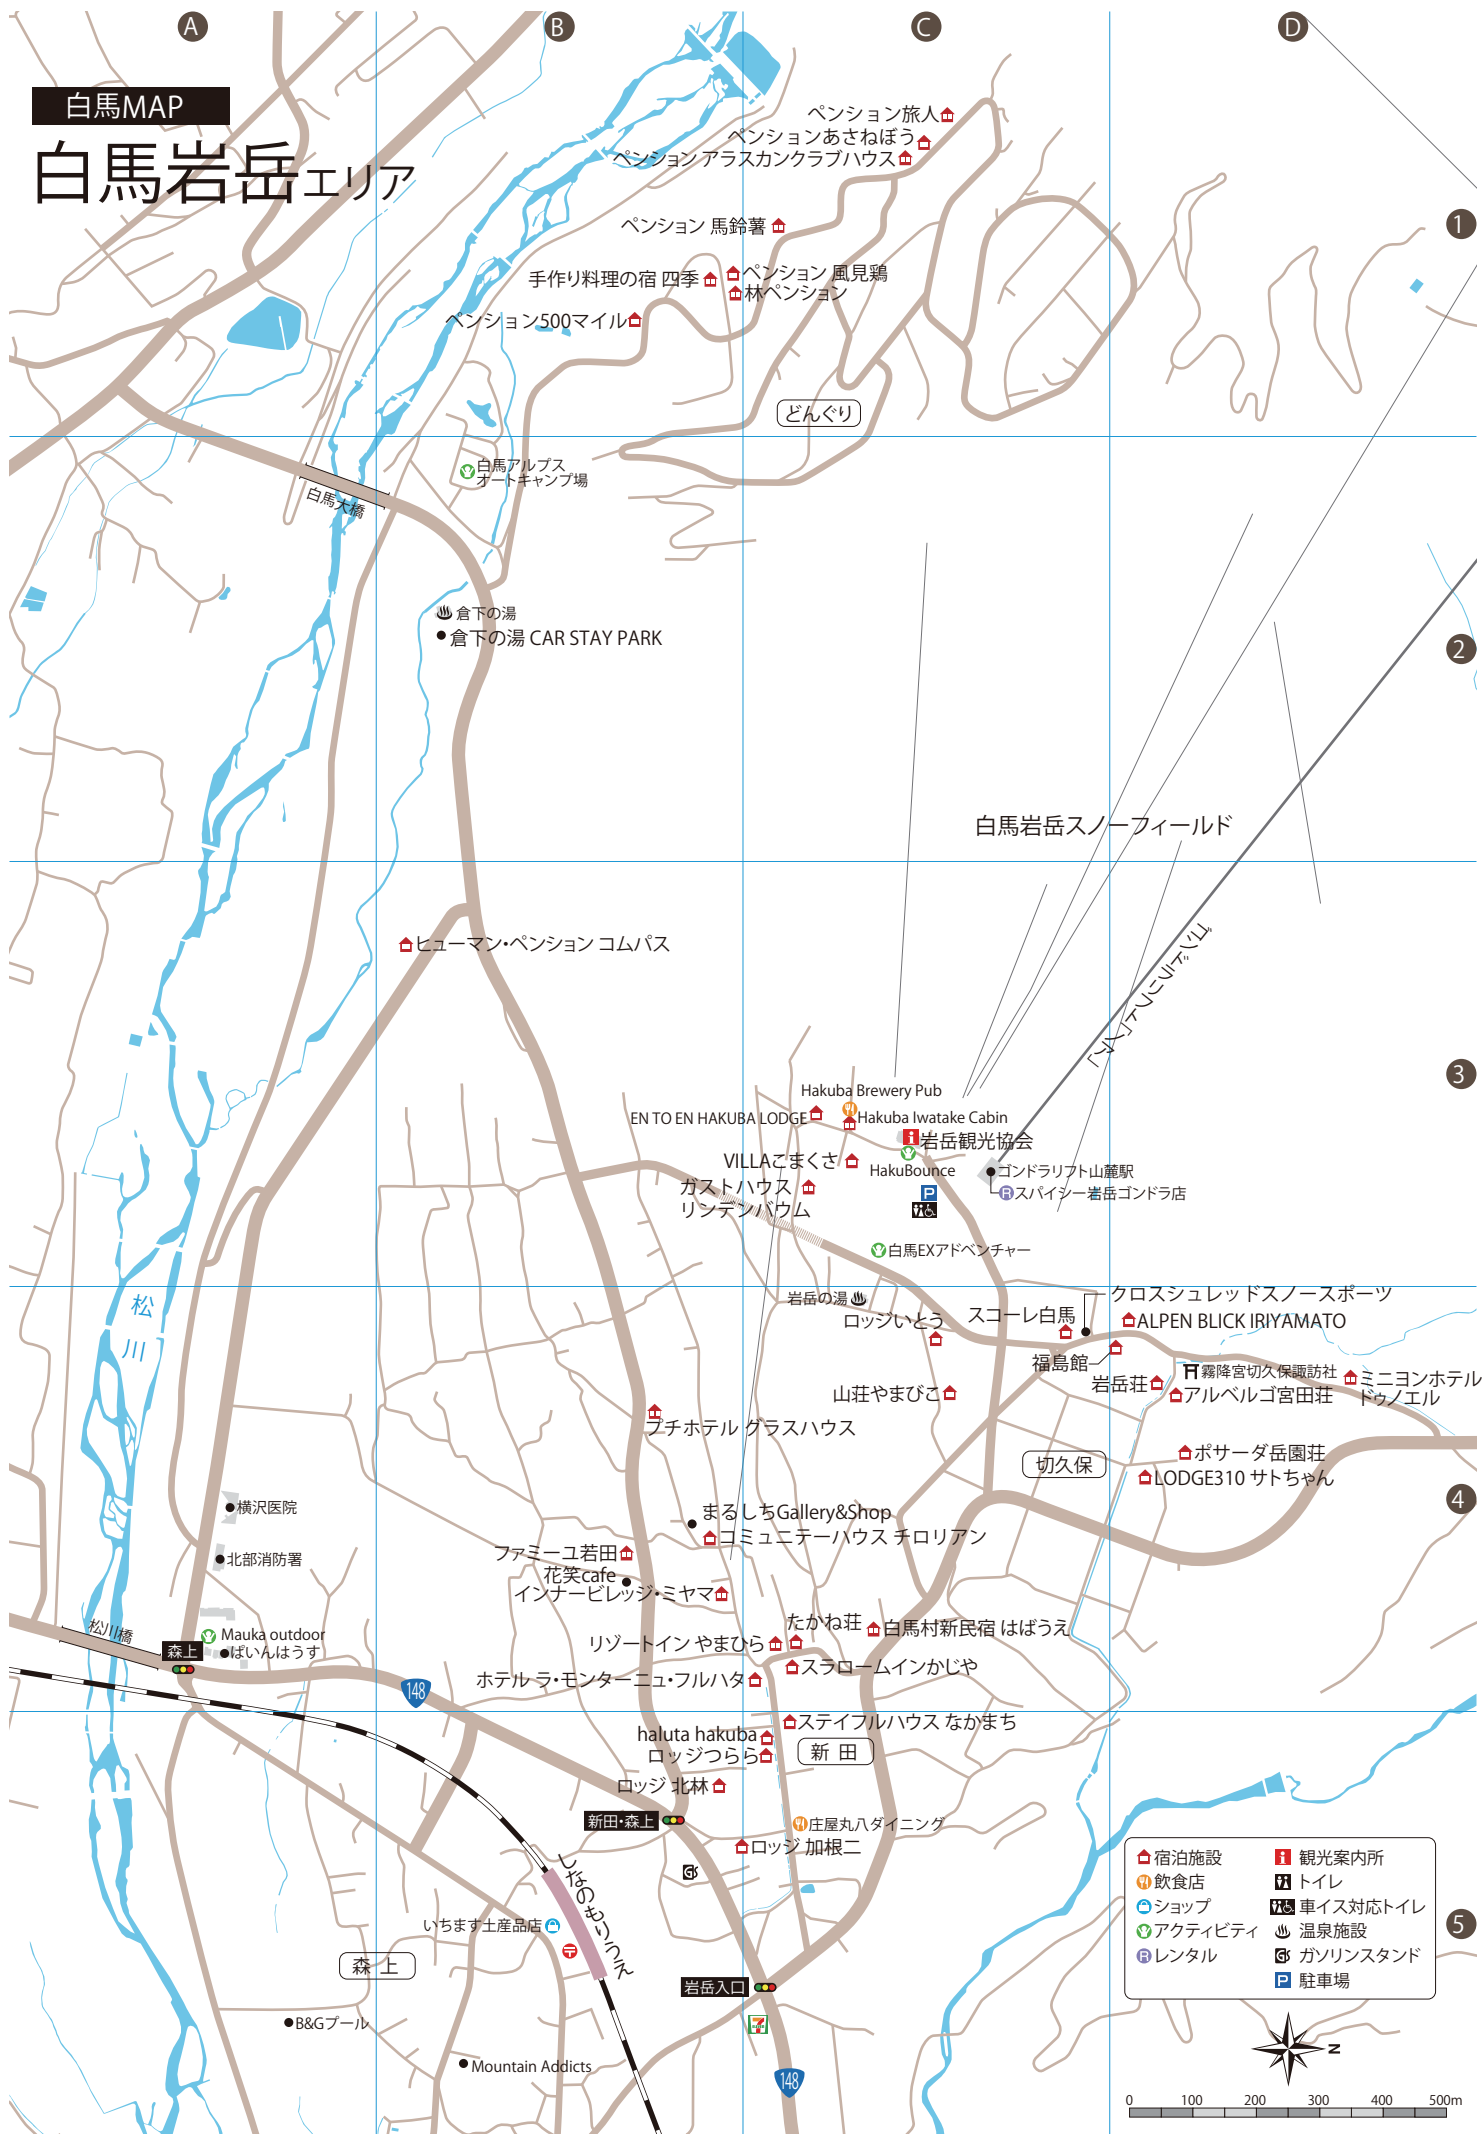 A
B
C
D
白馬MAP
白馬岩岳エリア
1
2
3
4
5
ペンション旅人
ペンションあさねぼう
ペンション アラスカンクラブハウス
ペンション 馬鈴薯
手作り料理の宿 四季
ペンション 風見鶏
林ペンション
ペンション500マイル
どんぐり
白馬アルプス
オートキャンプ場
白馬大橋
倉下の湯
倉下の湯 CAR STAY PARK
白馬岩岳スノーフィールド
ヒューマン・ペンション コムパス
ゴンドラリフト「ノア」
Hakuba Brewery Pub
EN TO EN HAKUBA LODGE
Hakuba Iwatake Cabin
岩岳観光協会
VILLAこまくさ
HakuBounce
ゴンドラリフト山麓駅
ガストハウス
リンデンバウム
P
R
スパイシー岩岳ゴンドラ店
白馬EXアドベンチャー
松川
岩岳の湯
クロスシュレッドスノースポーツ
スコーレ白馬
ALPEN BLICK IRIYAMATO
ロッジいとう
福島館
霧降宮切久保諏訪社
ミニヨンホテル
ドゥノエル
岩岳荘
アルベルゴ宮田荘
山荘やまびこ
プチホテル グラスハウス
切久保
ポサーダ岳園荘
LODGE310 サトちゃん
横沢医院
まるしちGallery&Shop
コミュニテーハウス チロリアン
北部消防署
ファミーユ若田
花笑cafe
インナービレッジ・ミヤマ
松川橋
森上
Mauka outdoor
ぱいんはうす
たかね荘
白馬村新民宿 はばうえ
リゾートイン やまひら
スラロームインかじや
ホテル ラ・モンターニュ・フルハタ
148
ステイフルハウス なかまち
haluta hakuba
ロッジつらら
新田
ロッジ 北林
新田・森上
庄屋丸八ダイニング
ロッジ 加根二
しなのもりうえ
いちます土産品店
森上
岩岳入口
B&Gプール
Mountain Addicts
148
宿泊施設
飲食店
ショップ
アクティビティ
R レンタル
観光案内所
トイレ
車イス対応トイレ
温泉施設
ガソリンスタンド
P 駐車場
N
0 100 200 300 400 500m